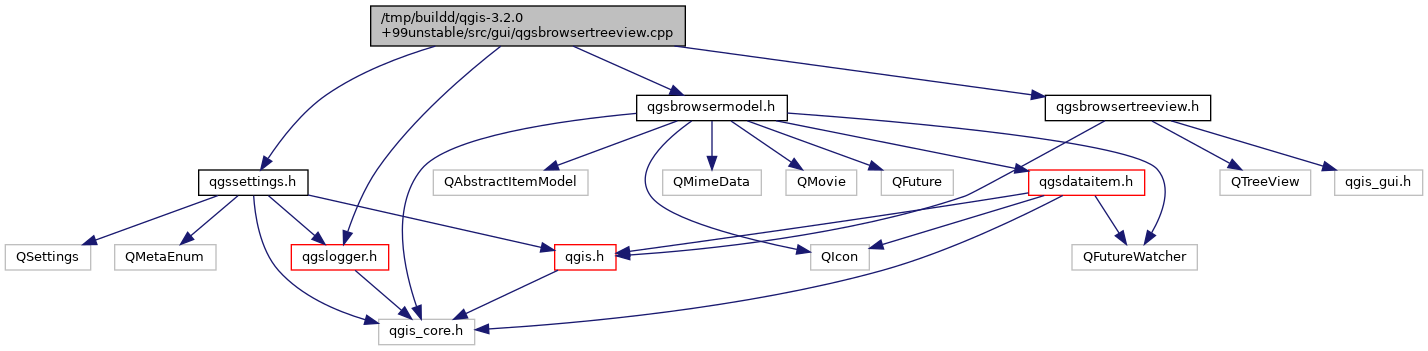 /tmp/buildd/qgis-3.2.0
+99unstable/src/gui/qgsbrowsertreeview.cpp
qgsbrowsermodel.h
qgsbrowsertreeview.h
qgssettings.h
QAbstractItemModel
QMimeData
QMovie
QFuture
qgsdataitem.h
QTreeView
qgis_gui.h
QSettings
QMetaEnum
qgslogger.h
qgis.h
QIcon
QFutureWatcher
qgis_core.h